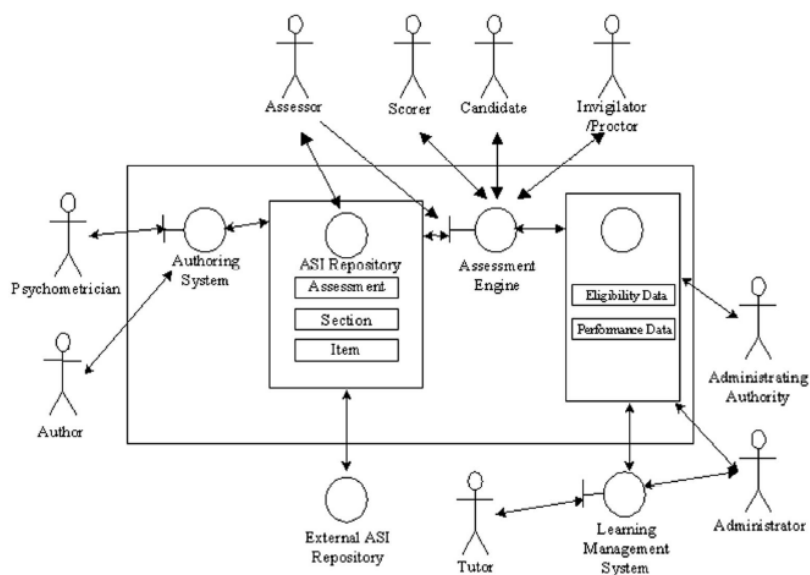 Assessor
Scorer
Candidate
Invigilator
/Proctor
Psychometrician
Authoring
System
ASI Repository
Assessment
Section
Item
Assessment
Engine
Eligibility Data
Performance Data
Administrating
Authority
Author
External ASI
Repository
Tutor
Learning
Management
System
Administrator